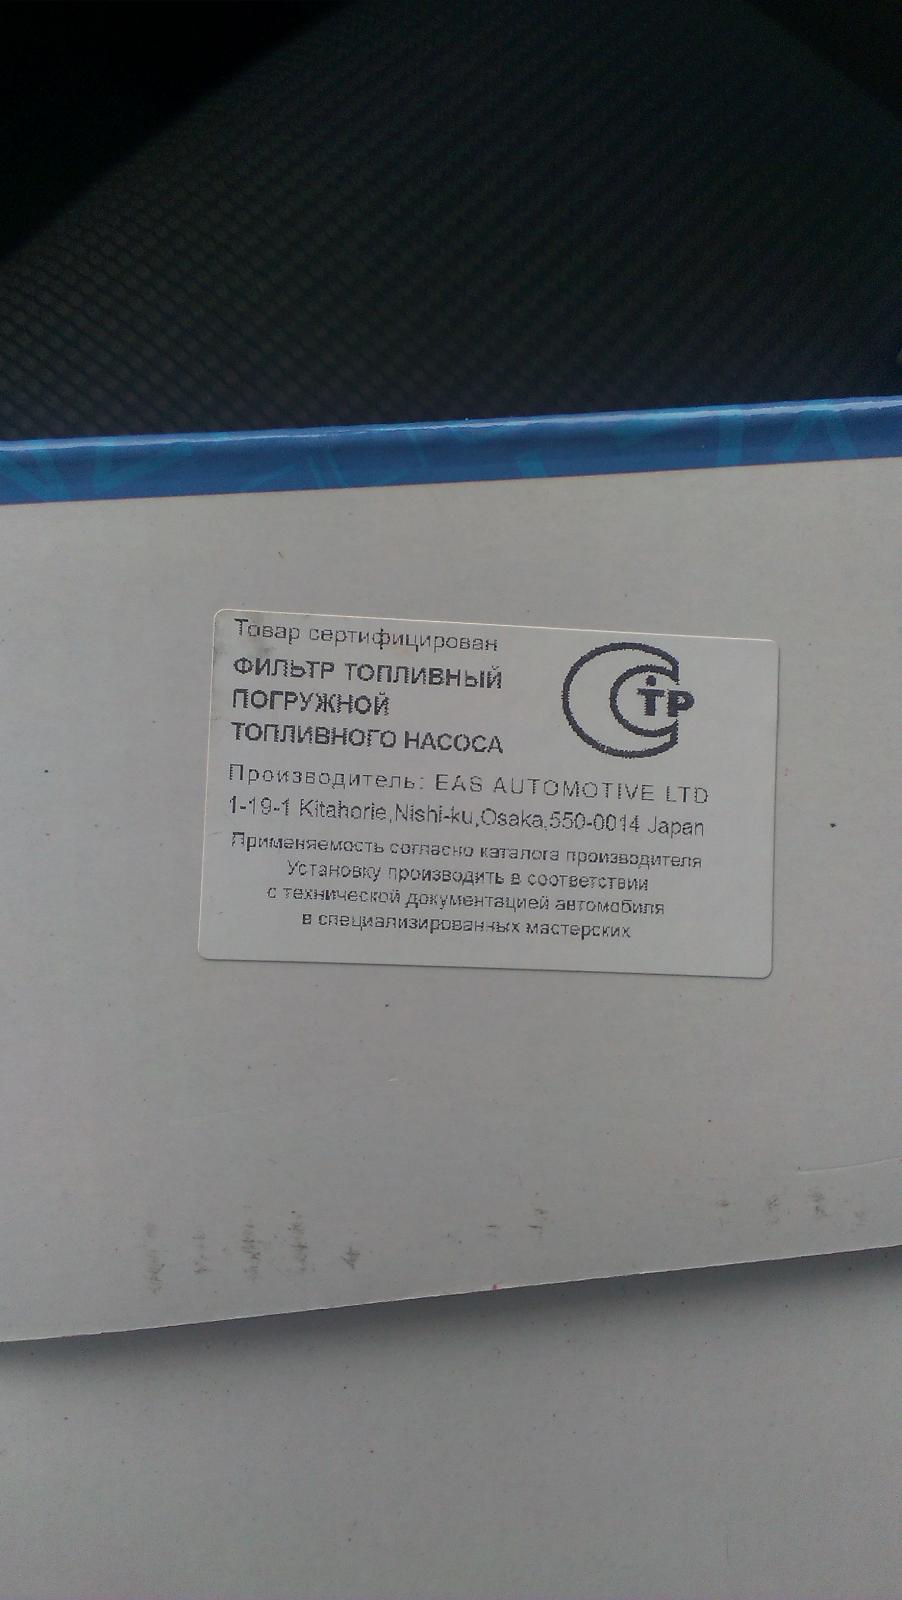 Товар сертифицирован
ФИЛЬТР ТОПЛИВНЫЙ
ПОГРУЖНОЙ
ТОПЛИВНОГО НАСОСА
СТР
Производитель: EAS AUTOMOTIVE LTD
1-19-1 Kitahorie,Nishi-ku,Osaka,550-0014 Japan
Применяемость согласно каталога производителя
Установку производить в соответствии
с технической документацией автомобиля
в специализированных мастерских